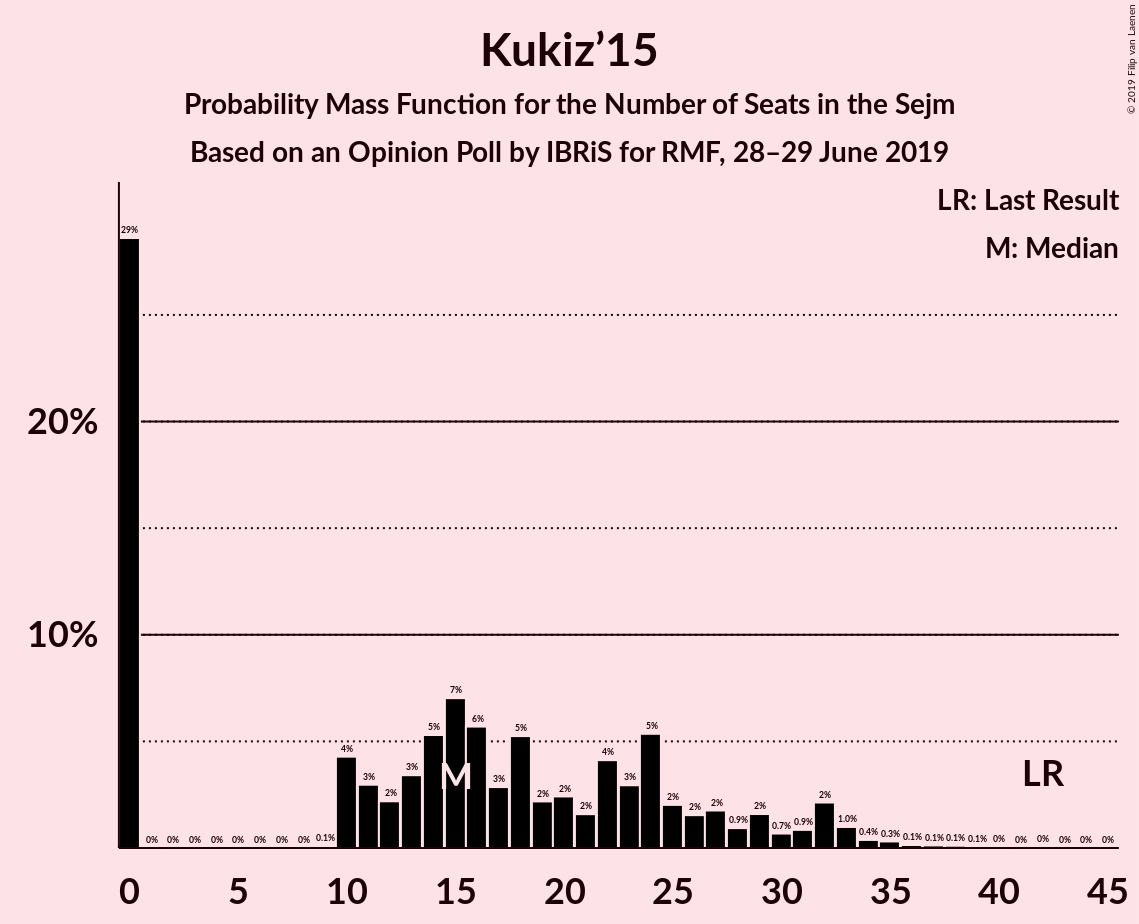 Kukiz’15
Probability Mass Function for the Number of Seats in the Sejm
Based on an Opinion Poll by IBRiS for RMF, 28–29 June 2019
© 2019 Filip van Laenen
LR: Last Result
M: Median
20%
10%
29% 0% 0% 0% 0% 0% 0% 0% 0% 0.1% 4% 3% 2% 3% 5% 7% 6% 3% 5% 2% 2% 2% 4% 3% 5% 2% 2% 2% 0.9% 2% 0.7% 0.9% 2% 1.0% 0.4% 0.3% 0.1% 0.1% 0.1% 0.1% 0% 0% 0% 0% 0% 0%
M
LR
0 5 10 15 20 25 30 35 40 45